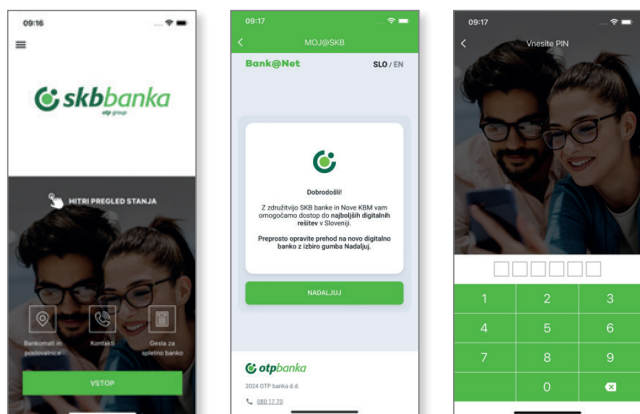 09:16
skbbanka
otp group
HITRI PREGLED STANJA
Bankomati in
poslovalnice
Kontakti
Gesla za
spletno banko
VSTOP
09:17
MOJ@SKB
Bank@Net
SLO / EN
Dobrodošli!
Z združitvijo SKB banke in Nove KBM vam
omogočamo dostop do najboljših digitalnih
rešitev v Sloveniji.
Preprosto opravite prehod na novo digitalno
banko z izbiro gumba Nadaljuj.
NADALJUJ
otpbanka
2024 OTP banka d.d.
080 17 70
09:17
Vnesite PIN
1 2 3
4 5 6
7 8 9
0